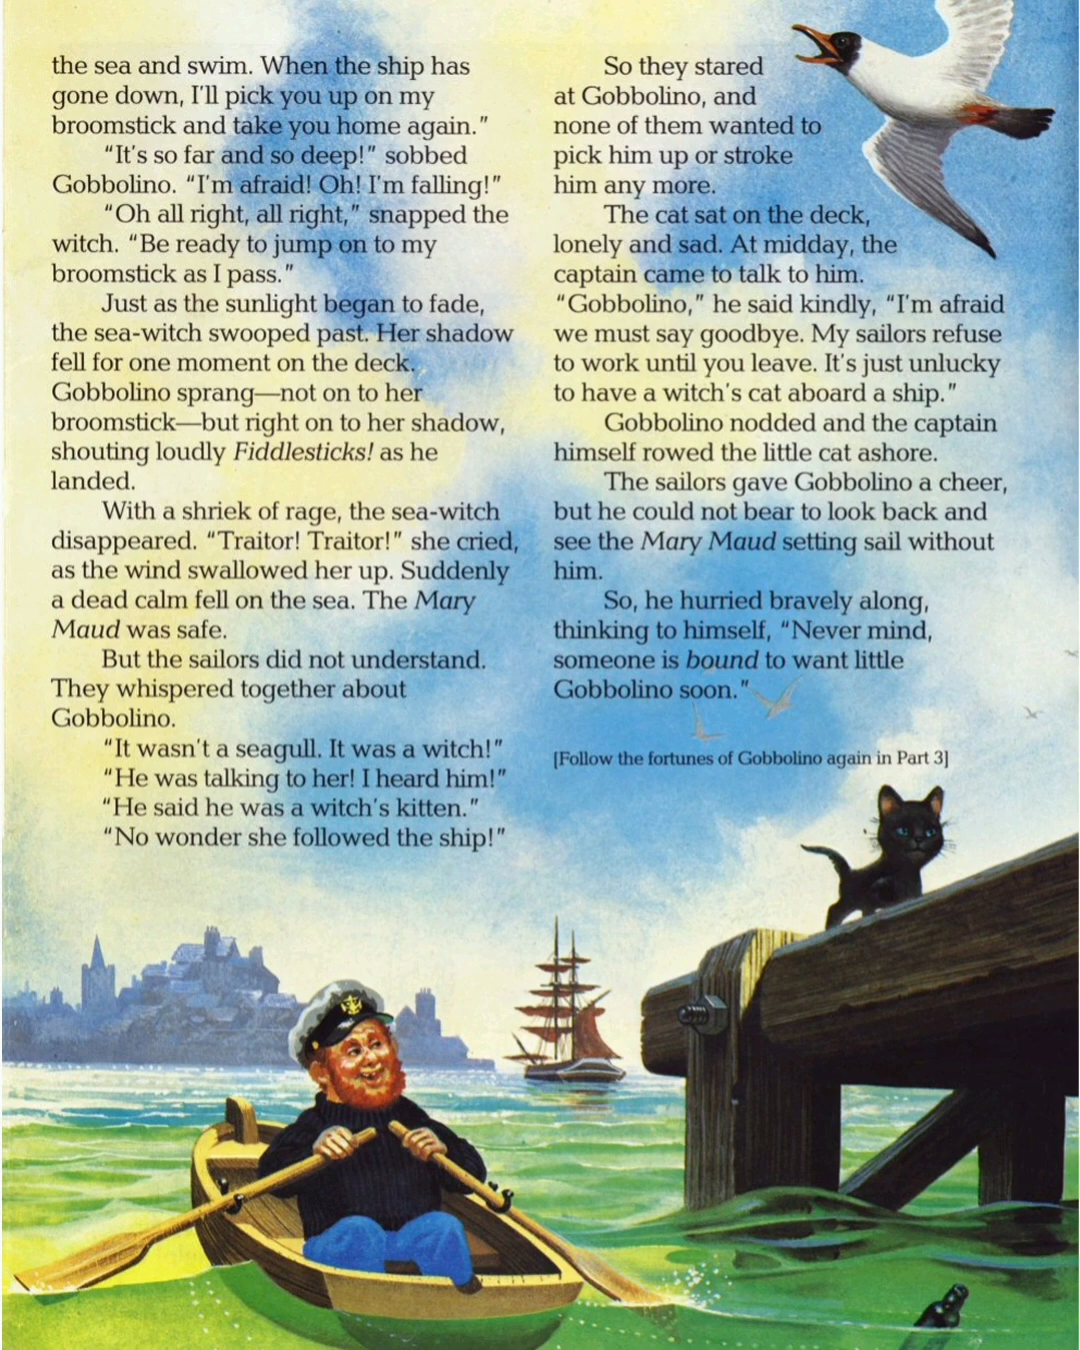 the sea and swim. When the ship has
gone down, I'll pick you up on my
broomstick and take you home again.”
“It's so far and so deep!” sobbed
Gobbolino. “I'm afraid! Oh! I'm falling!”
“Oh all right, all right,” snapped the
witch. “Be ready to jump on to my
broomstick as I pass.”
Just as the sunlight began to fade,
the sea-witch swooped past. Her shadow
fell for one moment on the deck.
Gobbolino sprang—not on to her
broomstick—but right on to her shadow,
shouting loudly Fiddlesticks! as he
landed.
With a shriek of rage, the sea-witch
disappeared. “Traitor! Traitor!” she cried,
as the wind swallowed her up. Suddenly
a dead calm fell on the sea. The Mary
Maud was safe.
But the sailors did not understand.
They whispered together about
Gobbolino.
“It wasn't a seagull. It was a witch!”
“He was talking to her! I heard him!”
“He said he was a witch's kitten.”
“No wonder she followed the ship!”
So they stared
at Gobbolino, and
none of them wanted to
pick him up or stroke
him any more.
The cat sat on the deck,
lonely and sad. At midday, the
captain came to talk to him.
“Gobbolino,” he said kindly, “I'm afraid
we must say goodbye. My sailors refuse
to work until you leave. It's just unlucky
to have a witch's cat aboard a ship.”
Gobbolino nodded and the captain
himself rowed the little cat ashore.
The sailors gave Gobbolino a cheer,
but he could not bear to look back and
see the Mary Maud setting sail without
him.
So, he hurried bravely along,
thinking to himself, “Never mind,
someone is bound to want little
Gobbolino soon.”
[Follow the fortunes of Gobbolino again in Part 3]